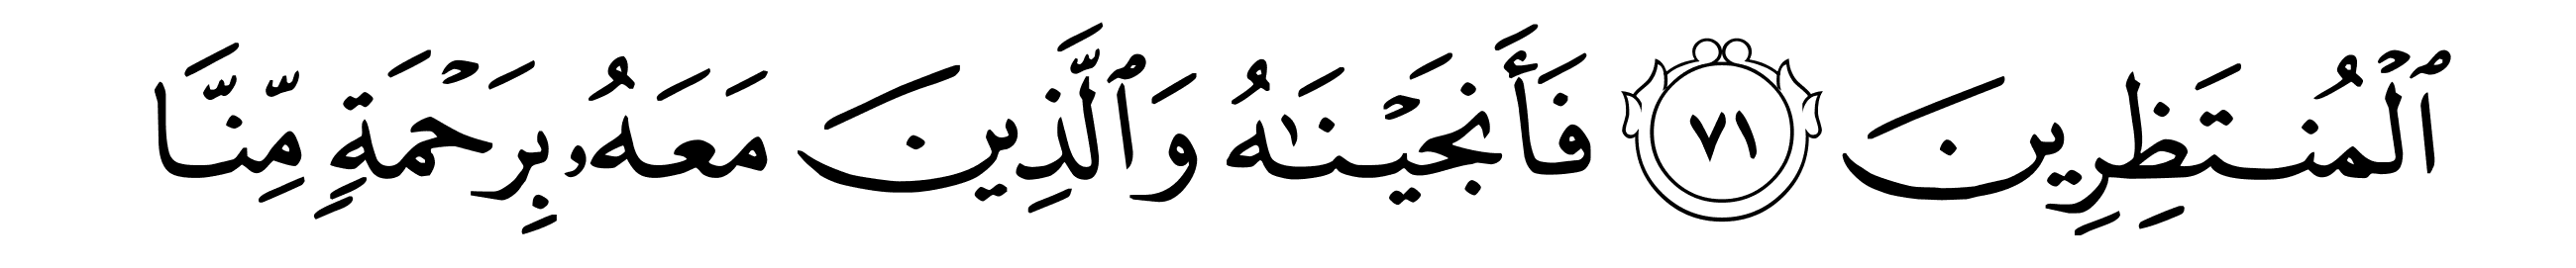 ٱلۡمُنتَظِرِينَ ٧١ فَأَنجَيۡنَٰهُ وَٱلَّذِينَ مَعَهُۥ بِرَحۡمَةٖ مِّنَّا